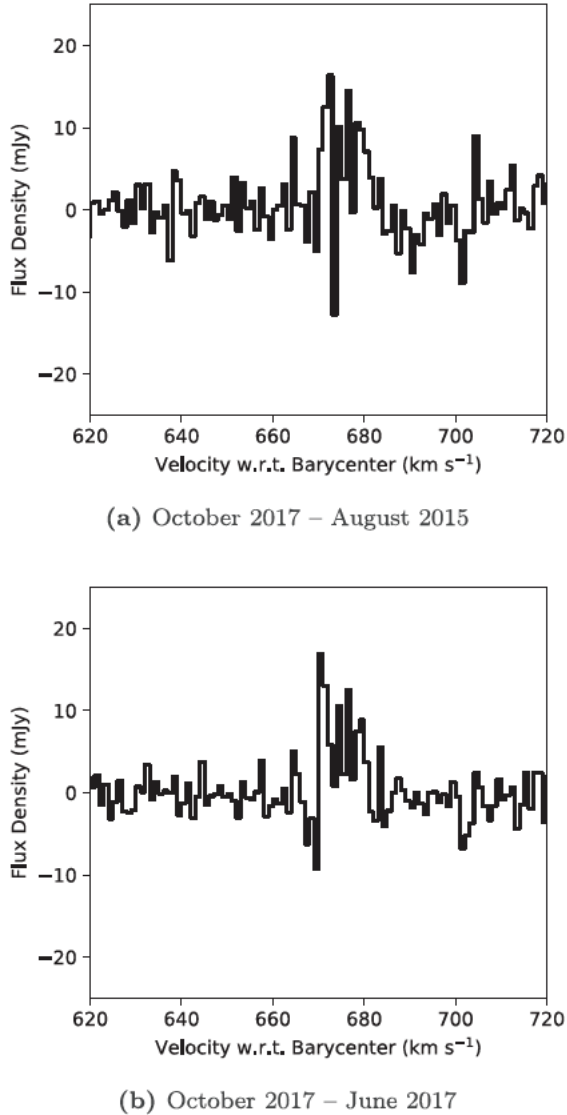 20
10
0
−10
−20
Flux Density (mJy)
620 640 660 680 700 720
Velocity w.r.t. Barycenter (km s⁻¹)
(a) October 2017 – August 2015
20
10
0
−10
−20
Flux Density (mJy)
620 640 660 680 700 720
Velocity w.r.t. Barycenter (km s⁻¹)
(b) October 2017 – June 2017